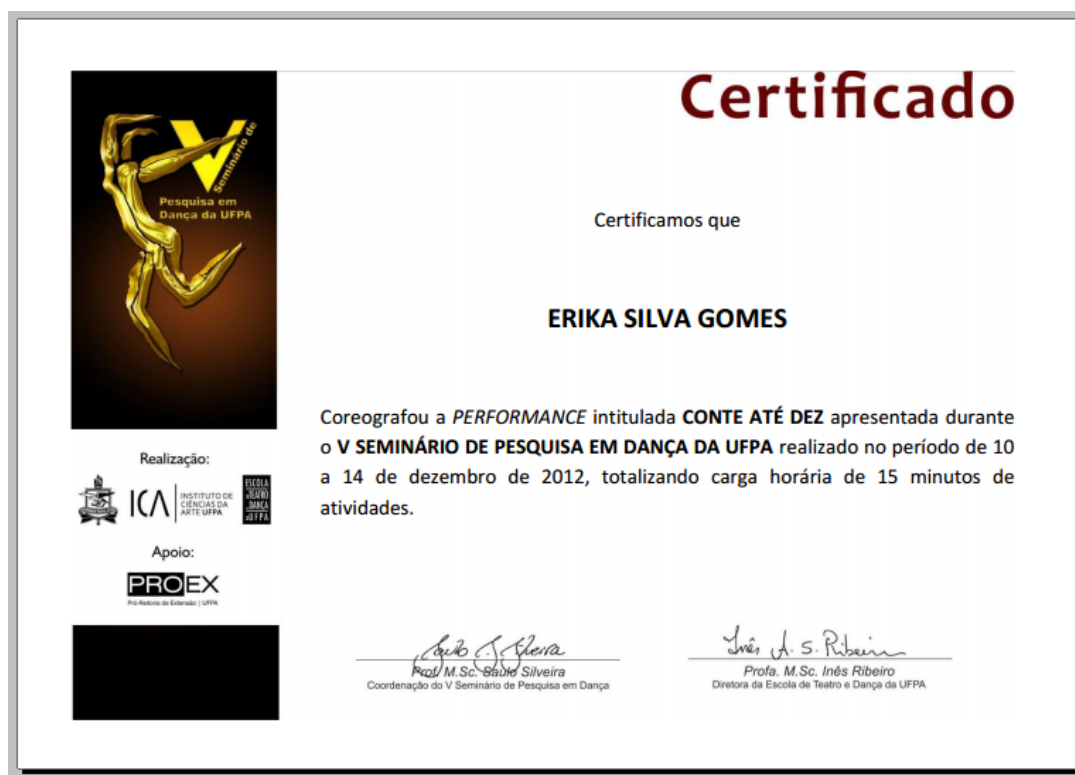 Certificado
V
Seminário de
Pesquisa em
Dança da UFPA
Certificamos que
ERIKA SILVA GOMES
Coreografou a PERFORMANCE intitulada CONTE ATÉ DEZ apresentada durante
o V SEMINÁRIO DE PESQUISA EM DANÇA DA UFPA realizado no período de 10
a 14 de dezembro de 2012, totalizando carga horária de 15 minutos de
atividades.
Realização:
ICA
INSTITUTO DE
CIÊNCIAS DA
ARTE UFPA
ESCOLA
DE TEATRO
E DANÇA
DA UFPA
Apoio:
PROEX
Pró-Reitoria de Extensão | UFPA
Prof. M.Sc. Saulo Silveira
Coordenação do V Seminário de Pesquisa em Dança
Inês A. S. Ribeiro
Profa. M.Sc. Inês Ribeiro
Diretora da Escola de Teatro e Dança da UFPA